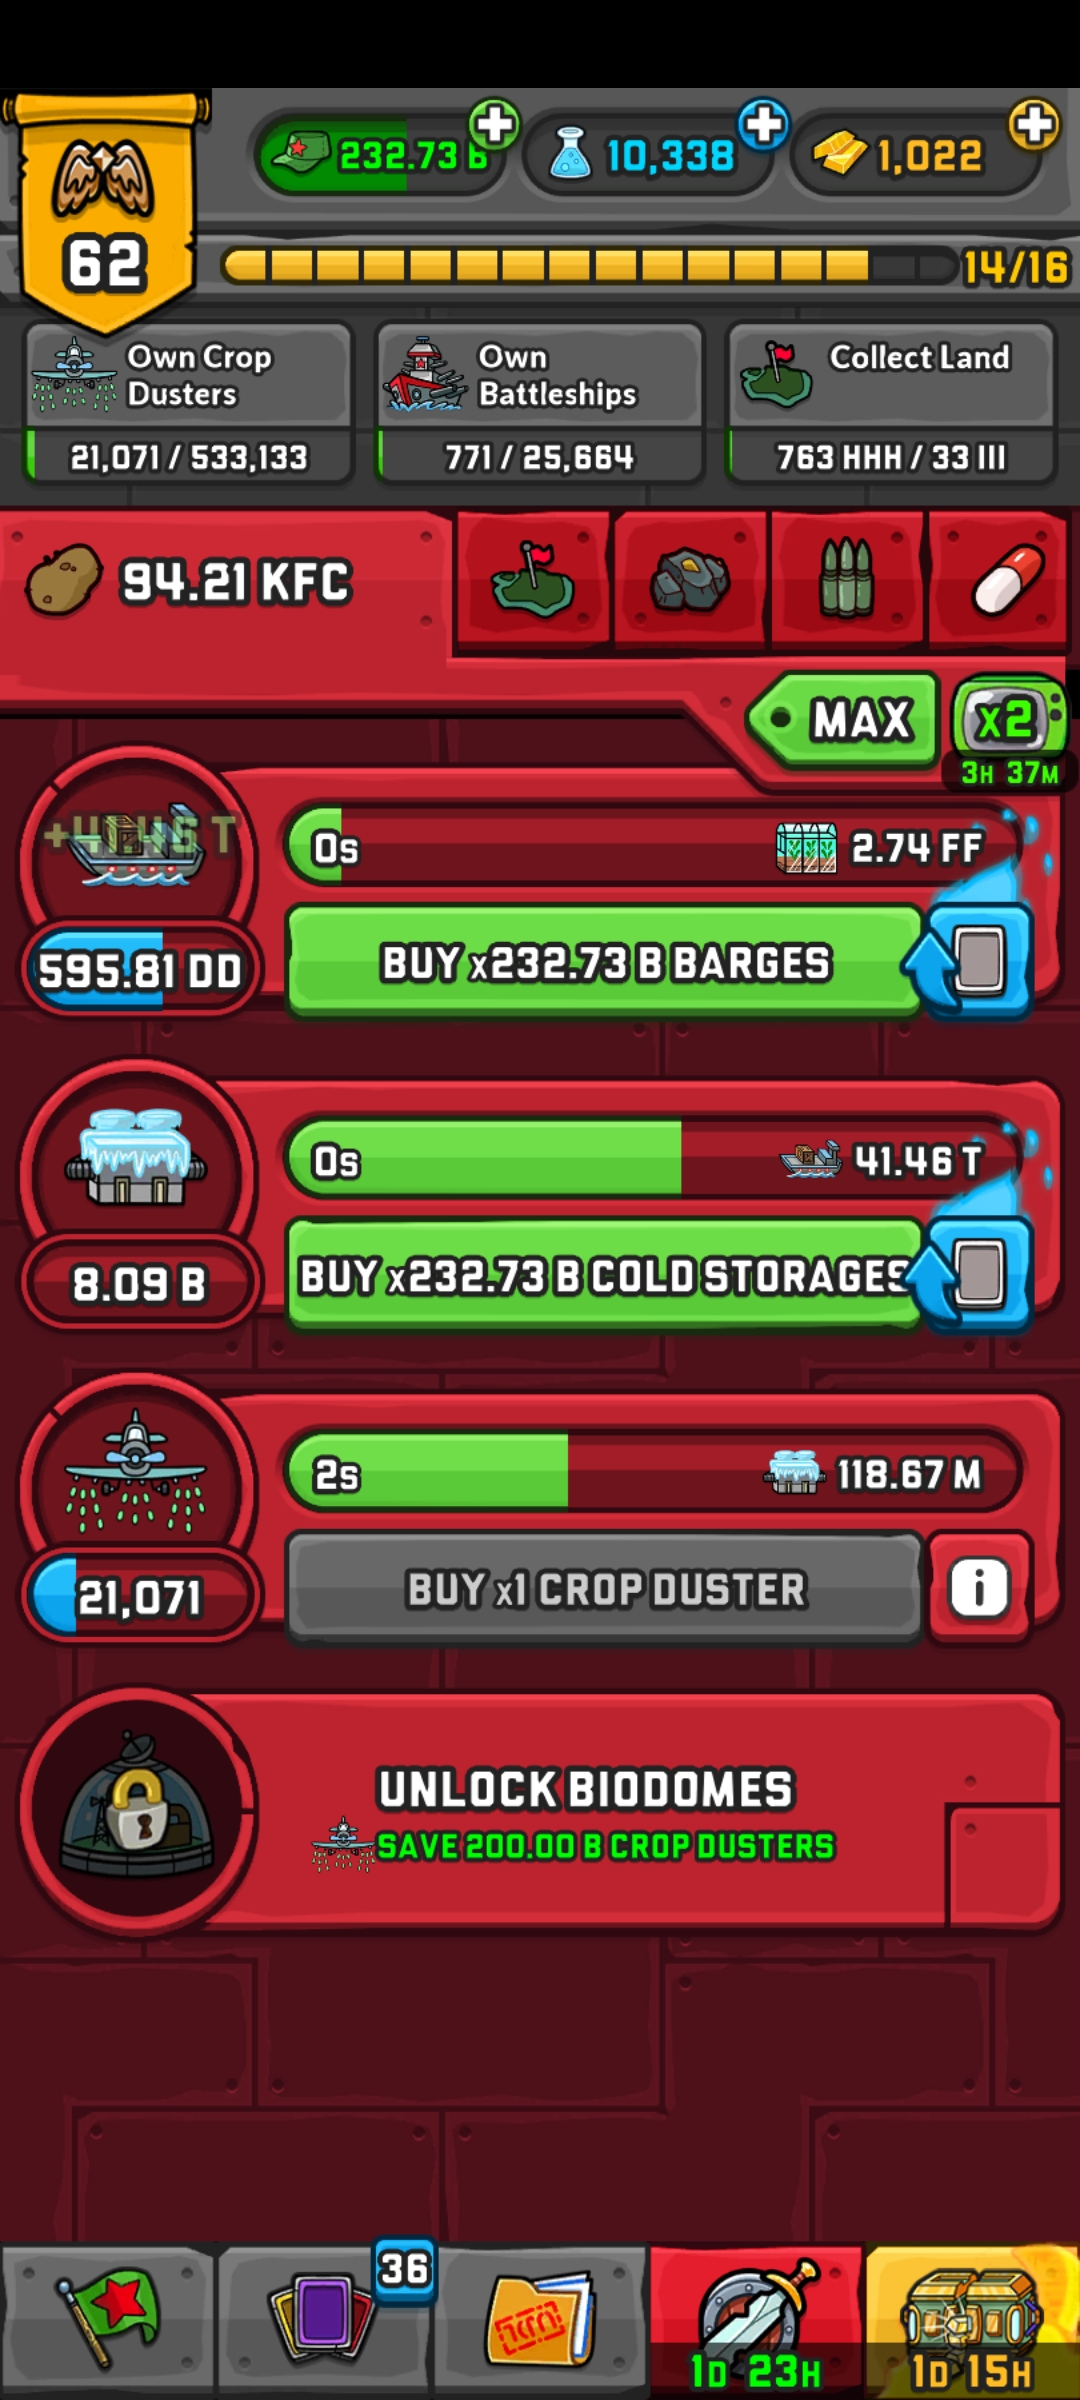 232.73 B
10,338
1,022
62
14/16
Own Crop
Dusters
21,071 / 533,133
Own
Battleships
771 / 25,664
Collect Land
763 HHH / 33 III
94.21 KFC
MAX
x2
3H 37M
0s
2.74 FF
595.81 DD
BUY x232.73 B BARGES
0s
41.46 T
8.09 B
BUY x232.73 B COLD STORAGES
2s
118.67 M
21,071
BUY x1 CROP DUSTER
i
UNLOCK BIODOMES
SAVE 200.00 B CROP DUSTERS
36
1D 23H
1D 15H